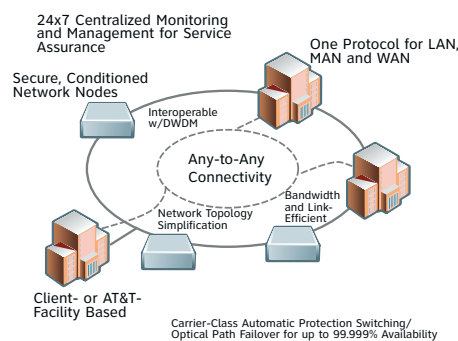 24x7 Centralized Monitoring
and Management for Service
Assurance
One Protocol for LAN,
MAN and WAN
Secure, Conditioned
Network Nodes
Interoperable
w/DWDM
Any-to-Any
Connectivity
Bandwidth
and Link-
Efficient
Network Topology
Simplification
Client- or AT&T-
Facility Based
Carrier-Class Automatic Protection Switching/
Optical Path Failover for up to 99.999% Availability